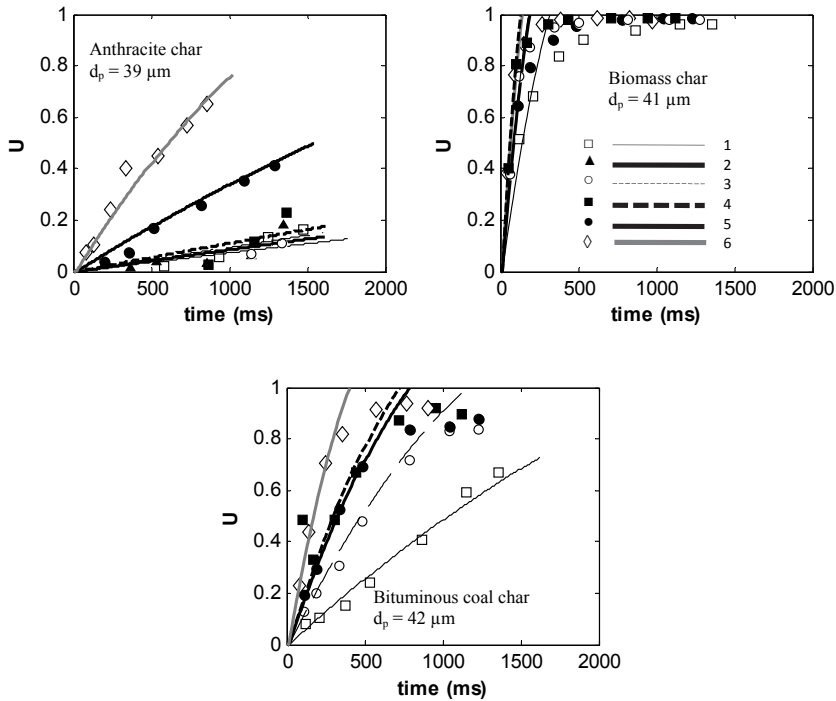 1
0.8
0.6
0.4
0.2
0
U
Anthracite char
dp = 39 µm
0 500 1000 1500 2000
time (ms)
1
0.8
0.6
0.4
0.2
0
U
Biomass char
dp = 41 µm
1
2
3
4
5
6
0 500 1000 1500 2000
time (ms)
1
0.8
0.6
0.4
0.2
0
U
Bituminous coal char
dp = 42 µm
0 500 1000 1500 2000
time (ms)